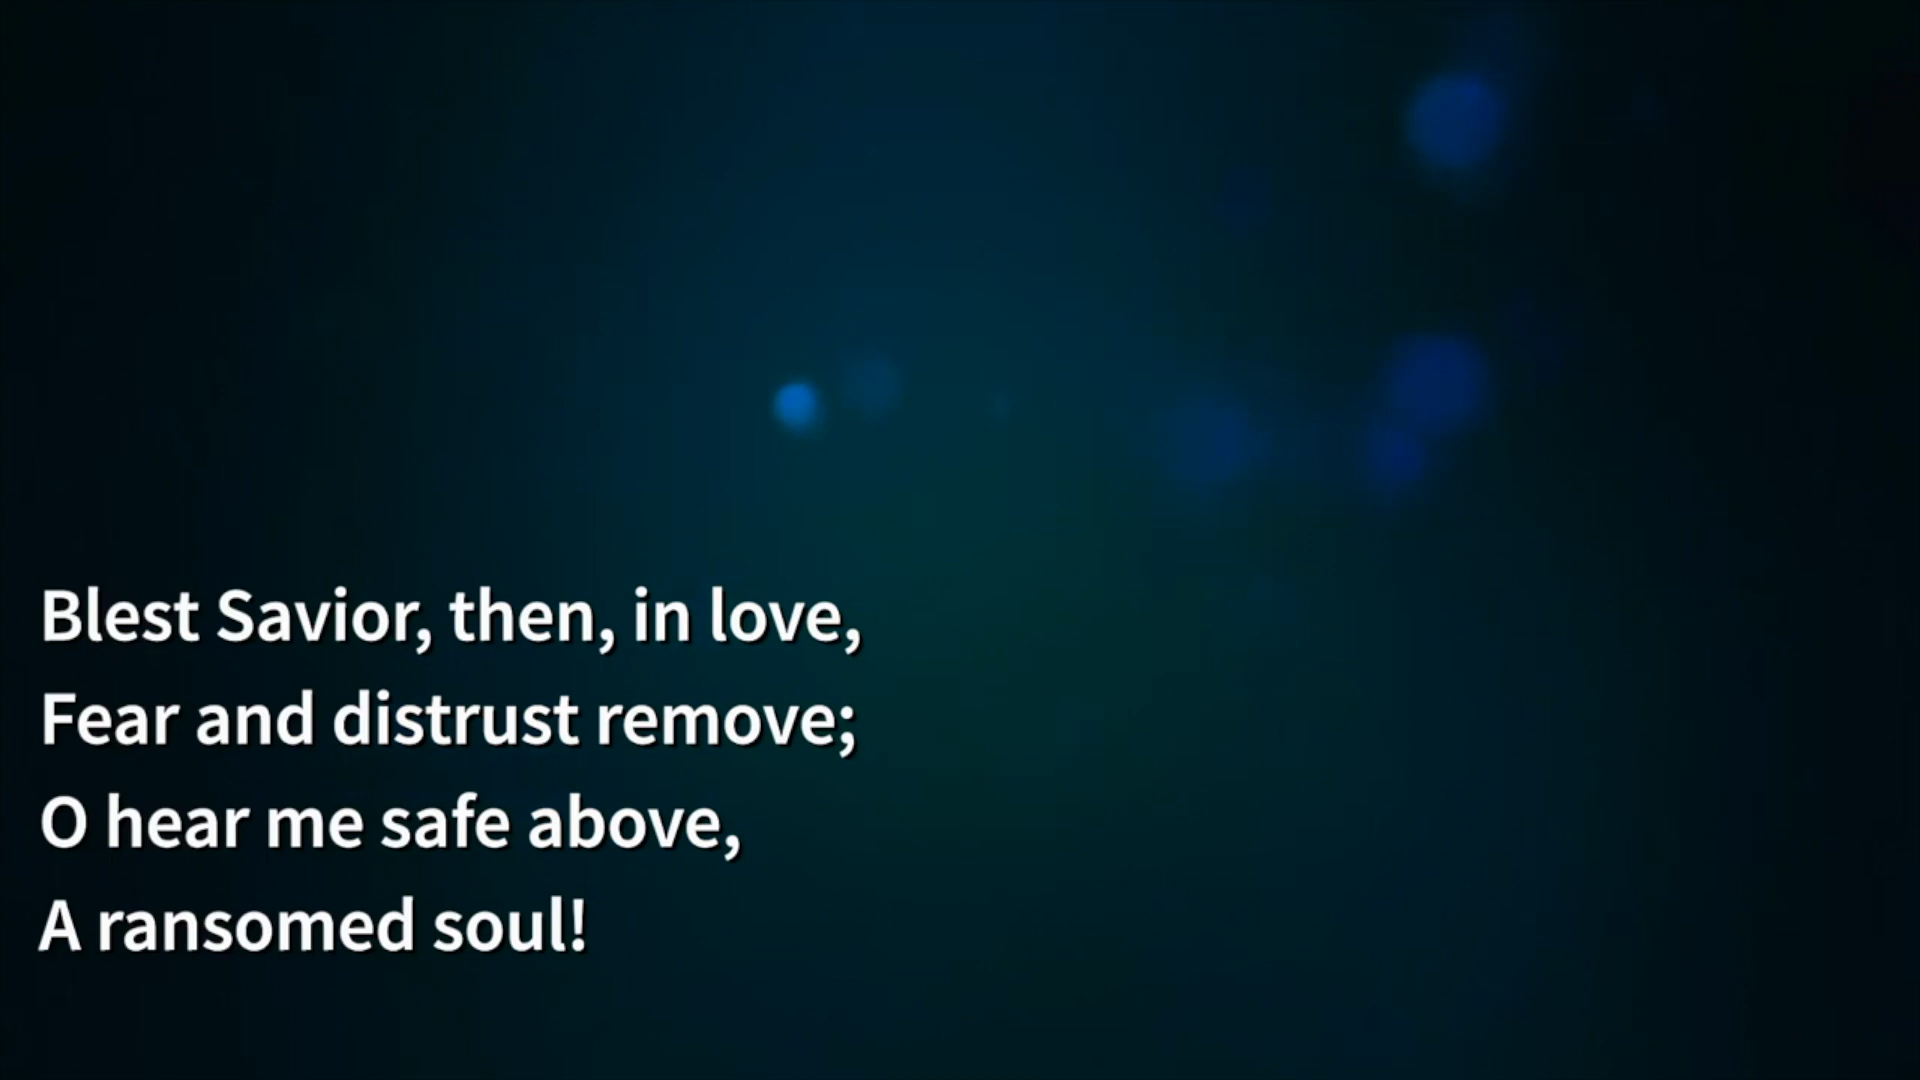 Blest Savior, then, in love,
Fear and distrust remove;
O hear me safe above,
A ransomed soul!